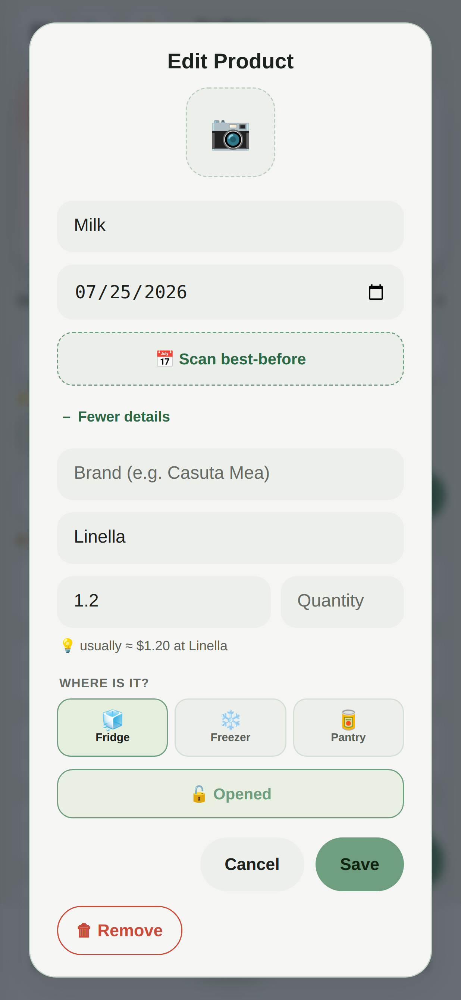 Edit Product
Milk
07/25/2026
📅 Scan best-before
– Fewer details
Brand (e.g. Casuta Mea)
Linella
1.2
Quantity
💡 usually ≈ $1.20 at Linella
WHERE IS IT?
Fridge
Freezer
Pantry
🔓 Opened
Cancel
Save
🗑 Remove